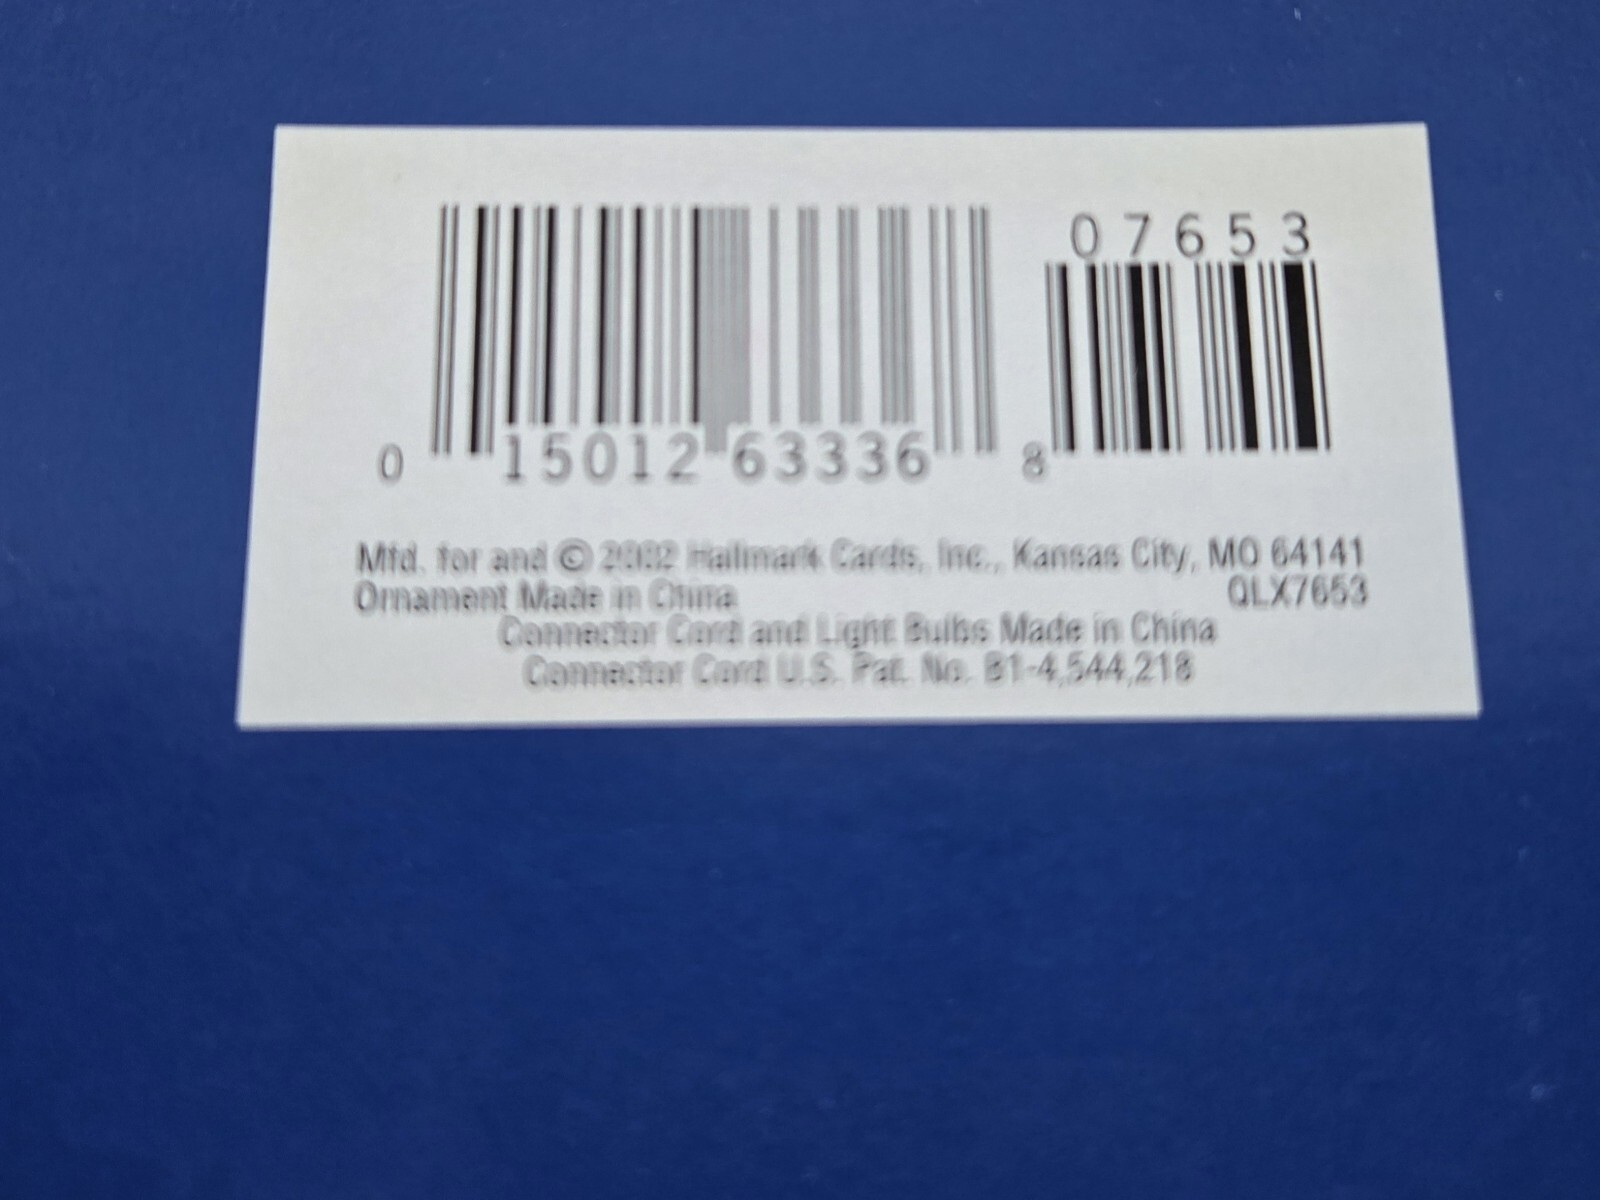 07653
0 15012 63336 8
Mfd. for and © 2002 Hallmark Cards, Inc., Kansas City, MO 64141
Ornament Made in China QLX7653
Connector Cord and Light Bulbs Made in China
Connector Cord U.S. Pat. No. B1-4,544,218